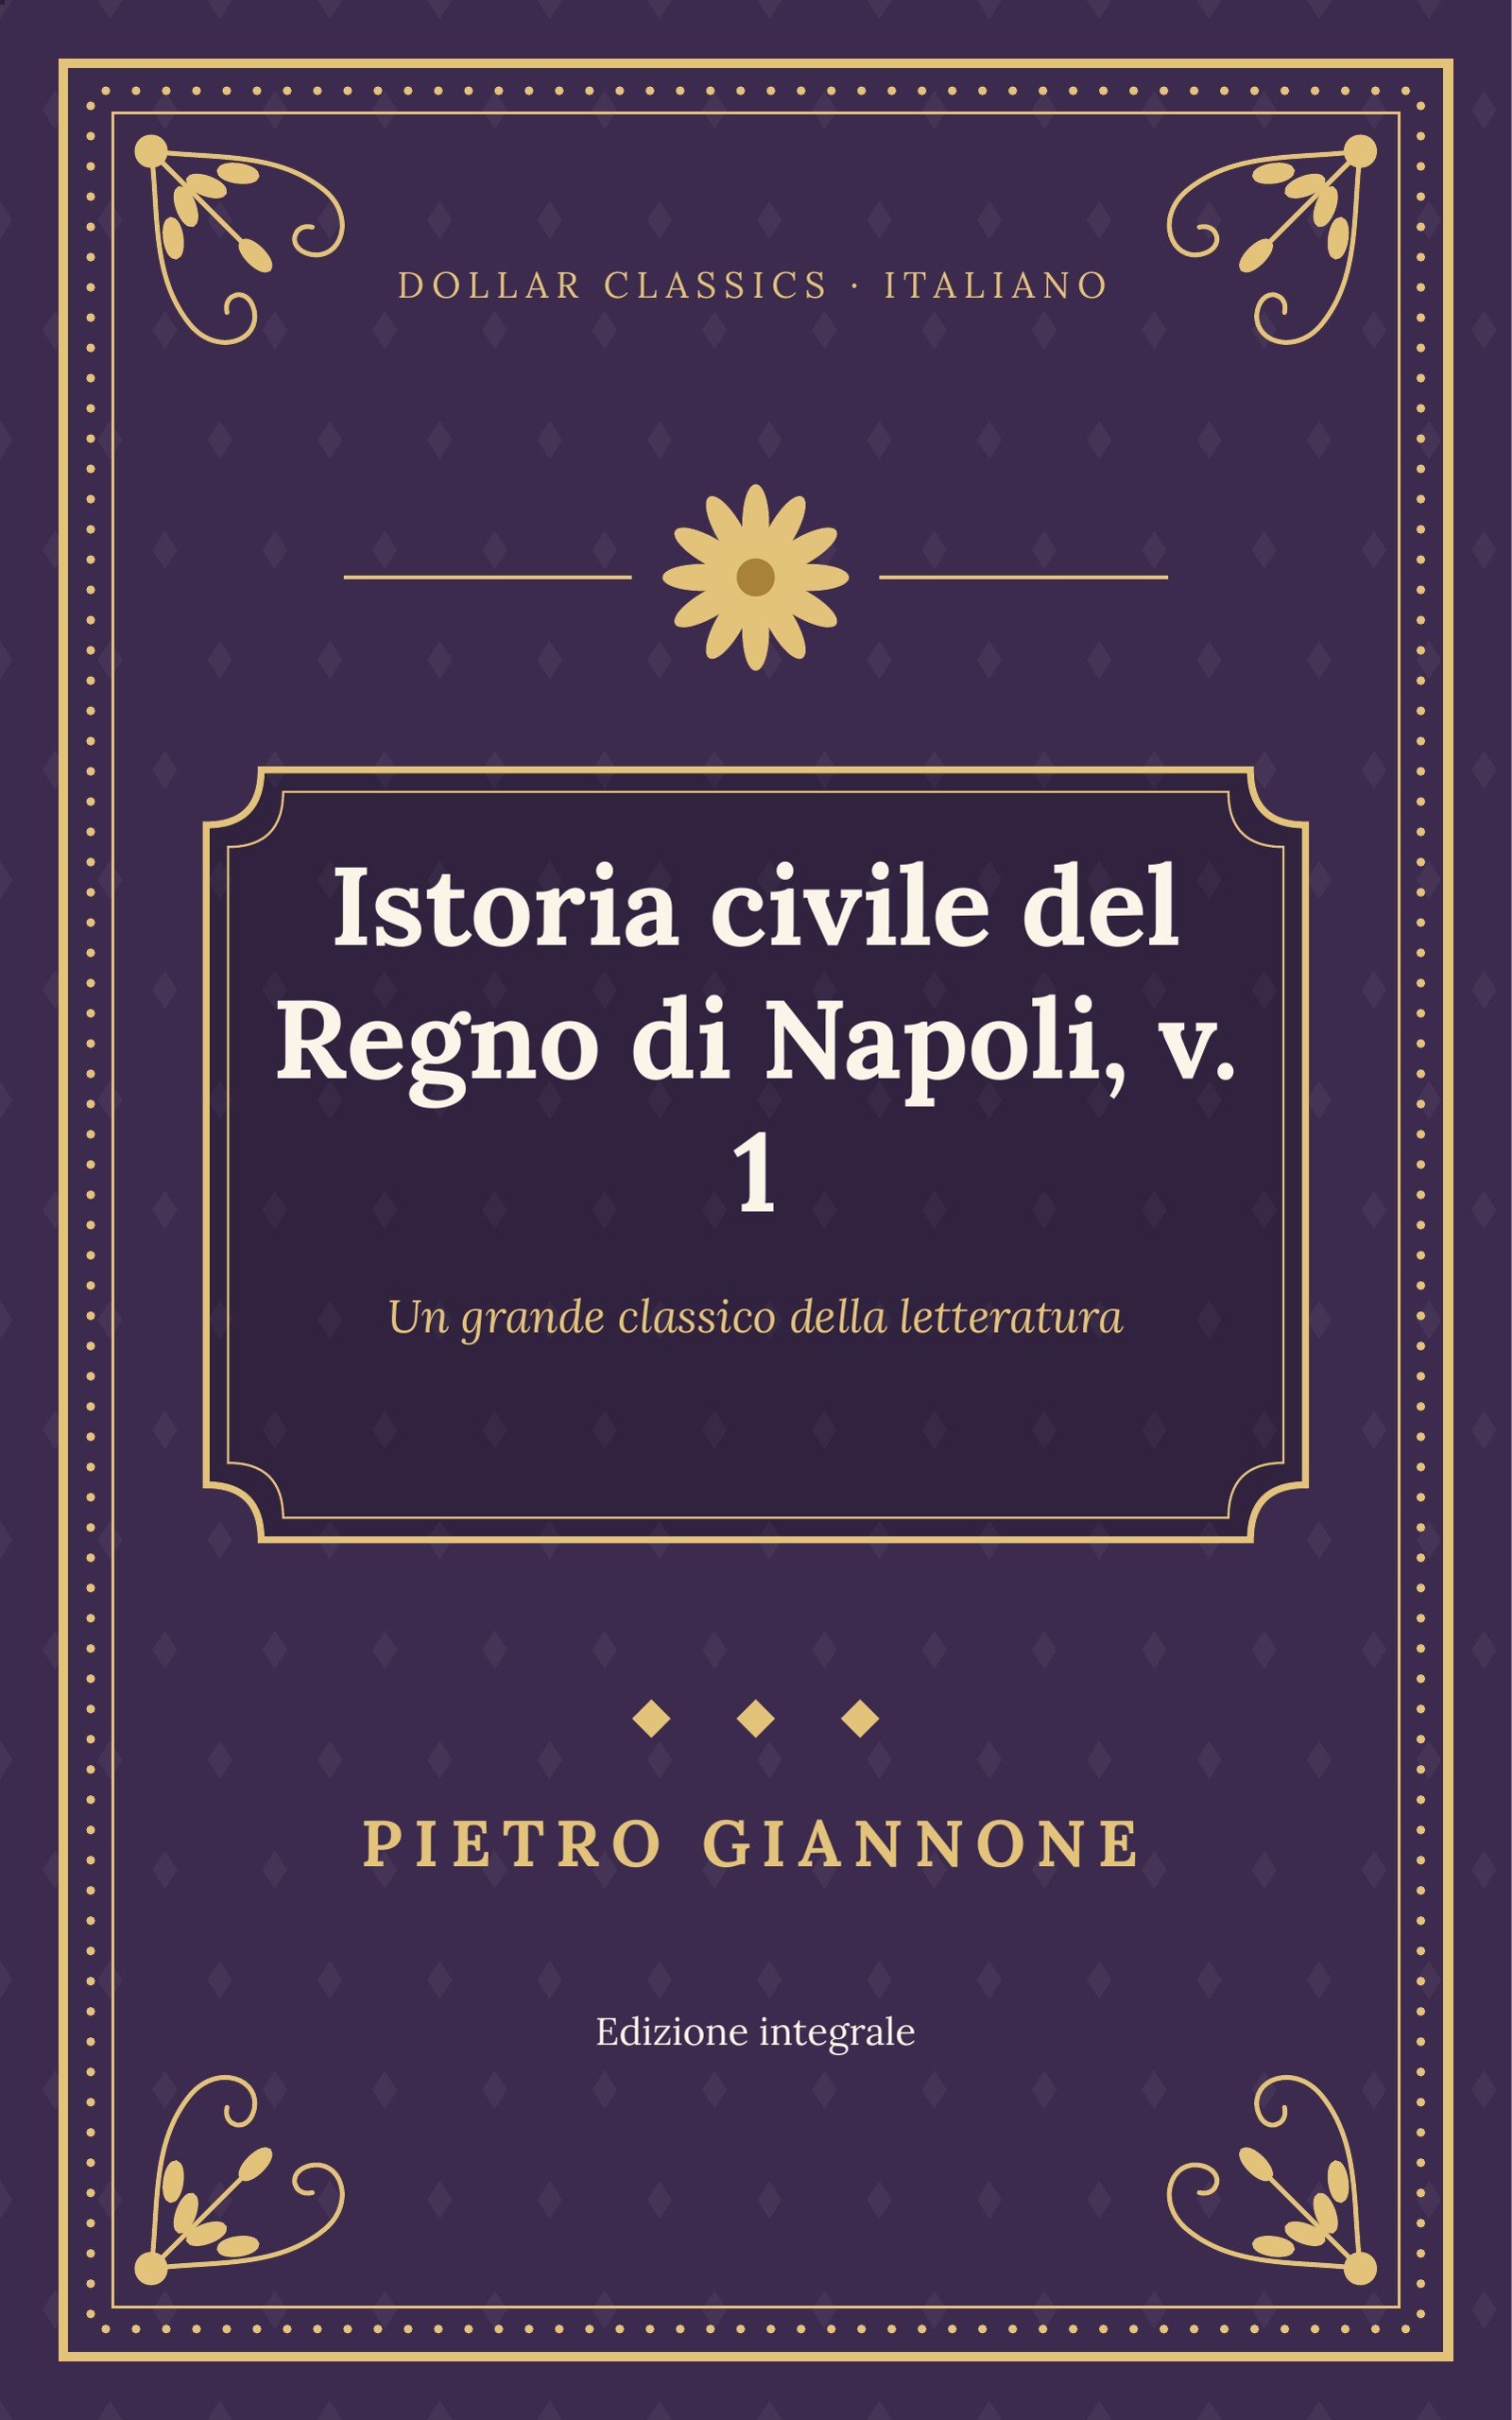 DOLLAR CLASSICS · ITALIANO
Istoria civile del
Regno di Napoli, v.
1
Un grande classico della letteratura
PIETRO GIANNONE
Edizione integrale